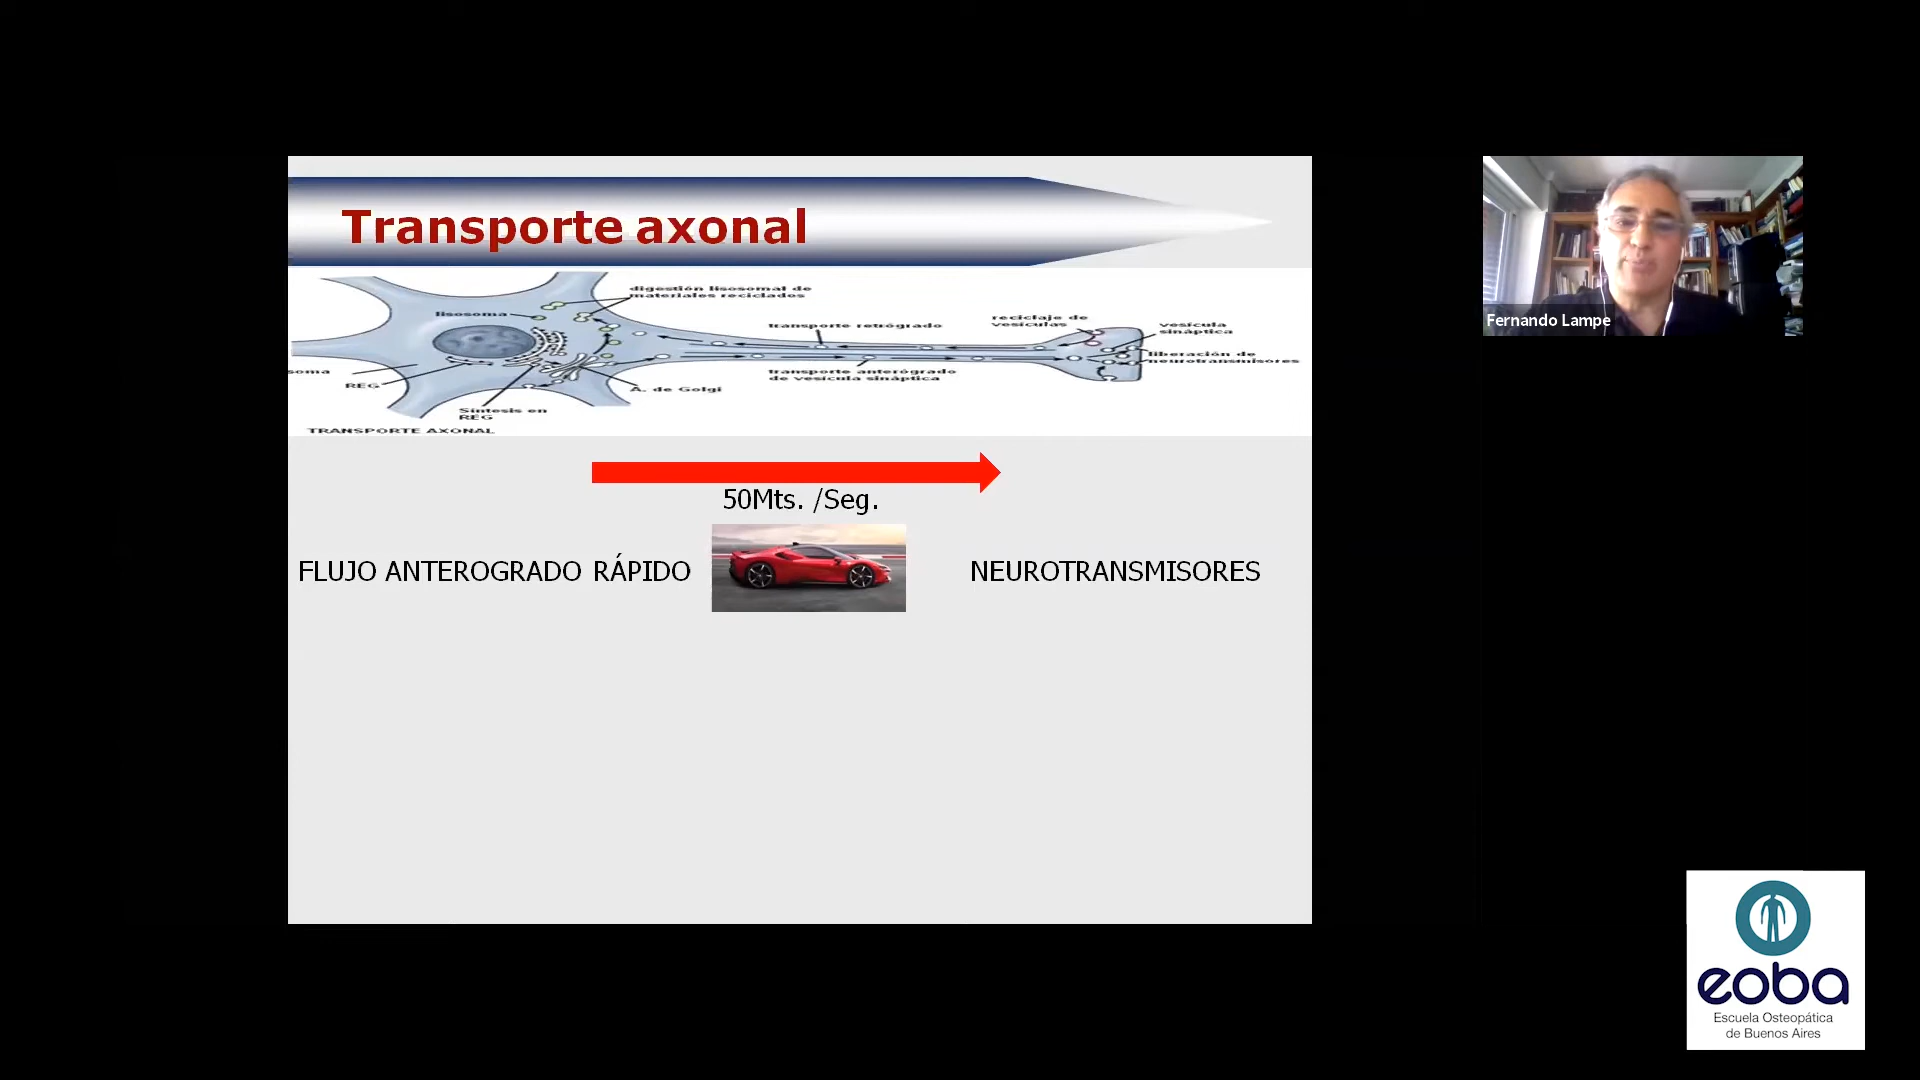 Transporte axonal
digestión lisosomal de
materiales reciclados
lisosoma
transporte retrógrado
reciclaje de
vesículas
vesícula
sináptica
liberación de
neurotransmisores
soma
REG
transporte anterógrado
de vesícula sináptica
A. de Golgi
Síntesis en
REG
TRANSPORTE AXONAL
50Mts. /Seg.
FLUJO ANTEROGRADO RÁPIDO
NEUROTRANSMISORES
Fernando Lampe
eoba
Escuela Osteopática
de Buenos Aires